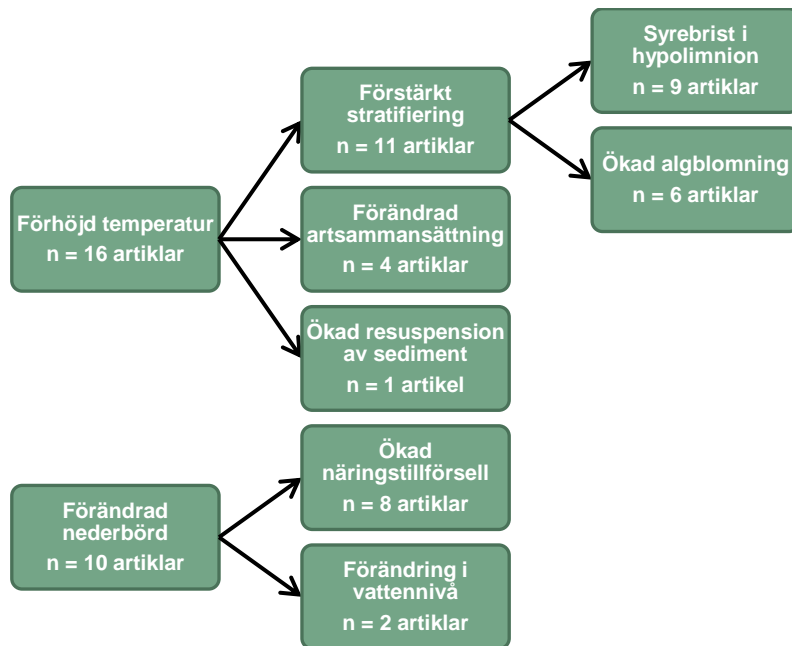 Förhöjd temperatur
n = 16 artiklar
Förstärkt
stratifiering
n = 11 artiklar
Syrebrist i
hypolimnion
n = 9 artiklar
Ökad algblomning
n = 6 artiklar
Förändrad
artsammansättning
n = 4 artiklar
Ökad resuspension
av sediment
n = 1 artikel
Förändrad
nederbörd
n = 10 artiklar
Ökad
näringstillförsell
n = 8 artiklar
Förändring i
vattennivå
n = 2 artiklar